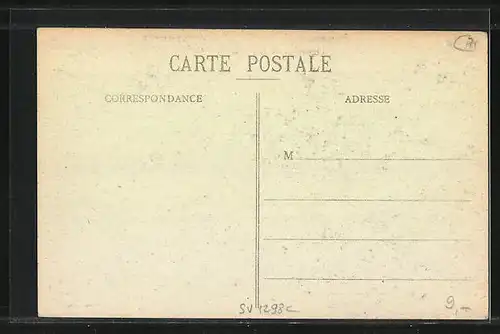 CARTE POSTALE
CORRESPONDANCE
ADRESSE
M
SV 1298C
9,-